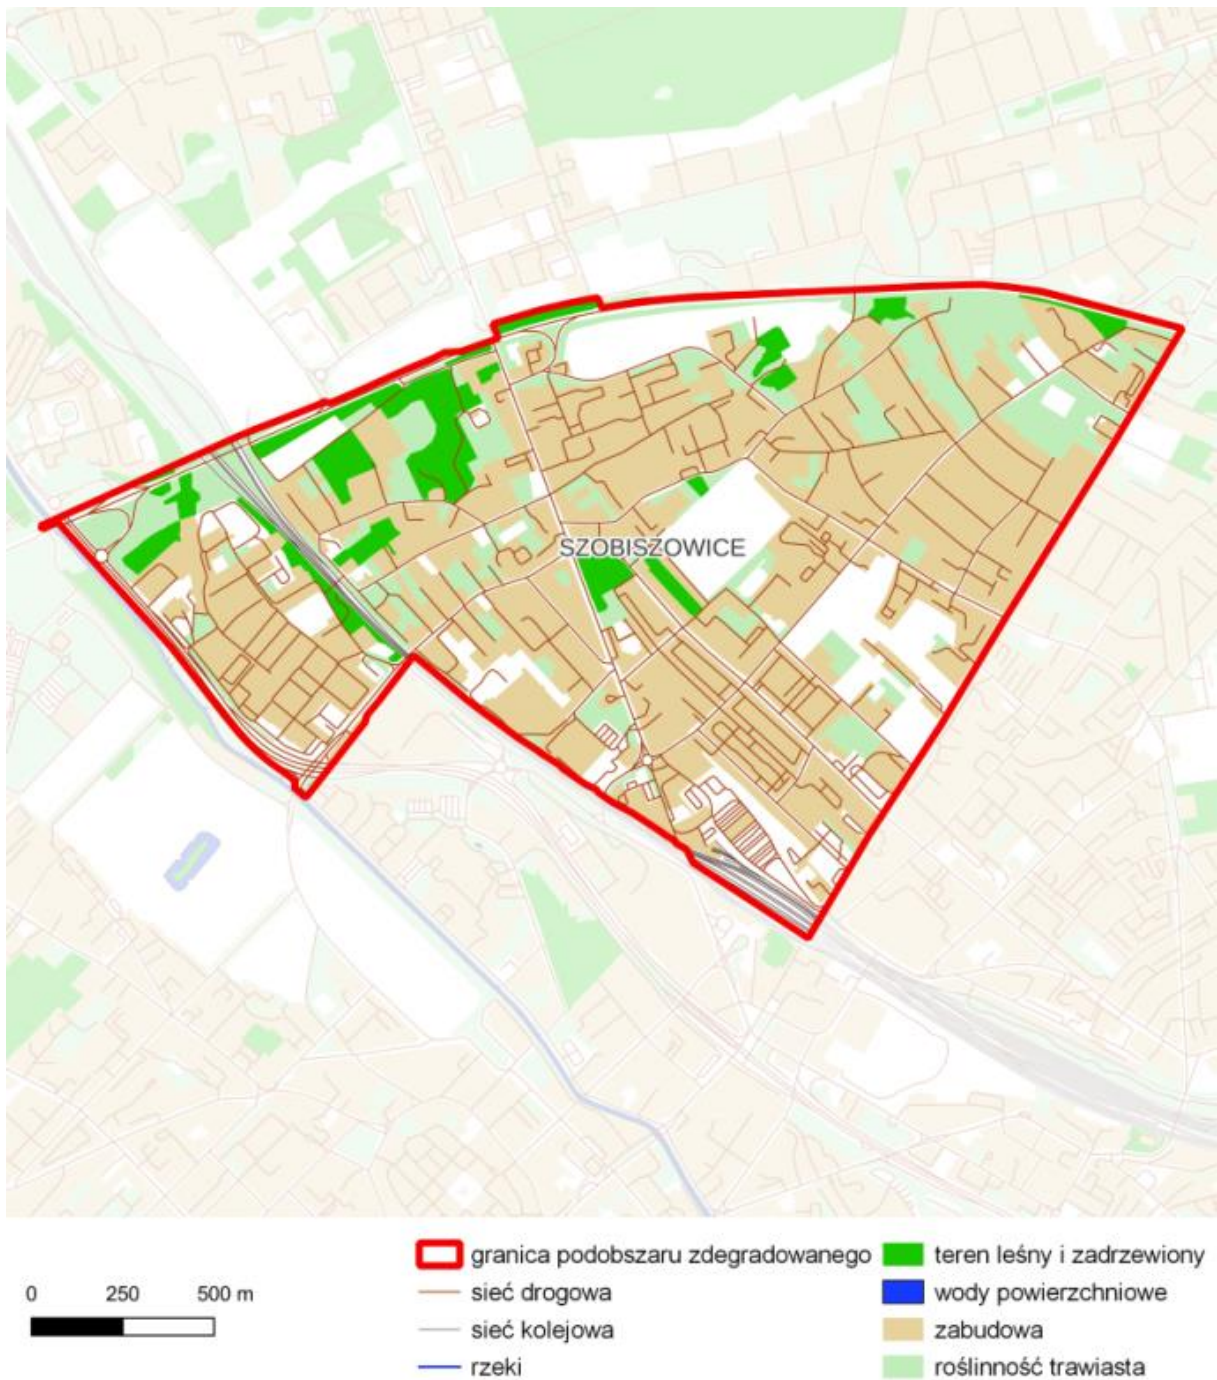 SZOBISZOWICE
granica podobszaru zdegradowanego
teren leśny i zadrzewiony
0 250 500 m
sieć drogowa
wody powierzchniowe
sieć kolejowa
zabudowa
rzeki
roślinność trawiasta